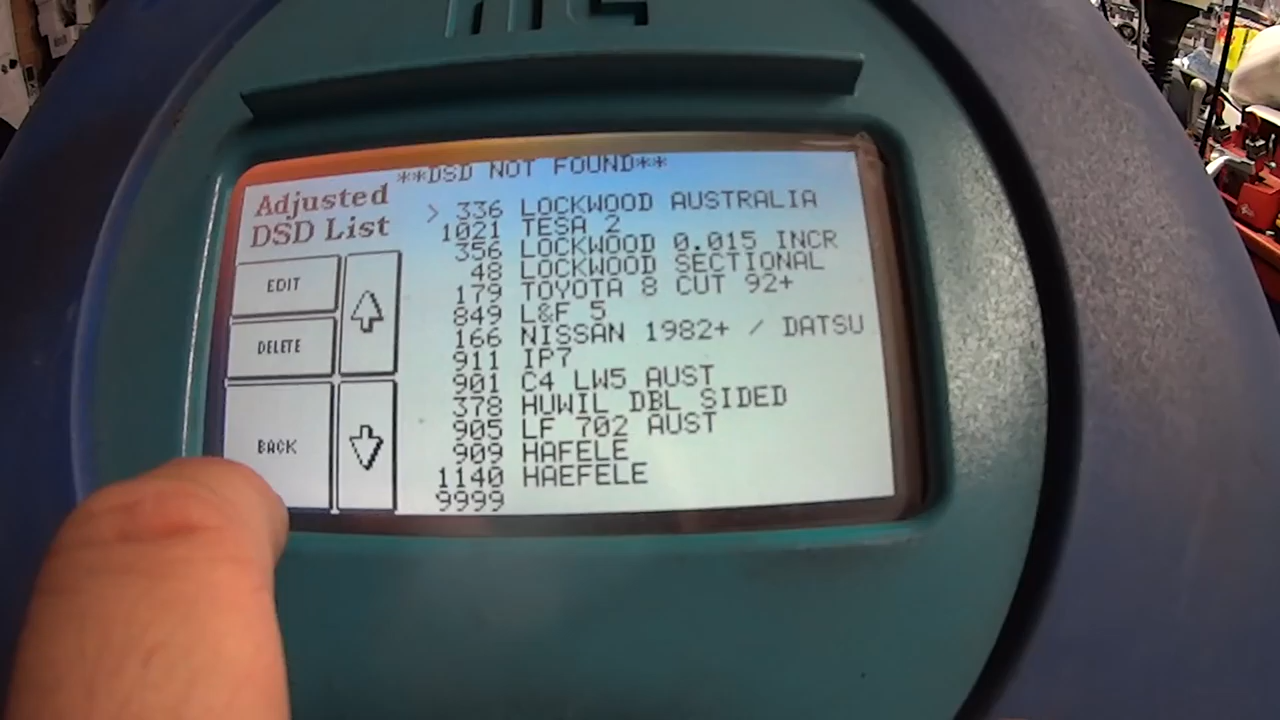 **DSD NOT FOUND**
Adjusted
DSD List
EDIT
DELETE
BACK
> 336 LOCKWOOD AUSTRALIA
1021 TESA 2
356 LOCKWOOD 0.015 INCR
48 LOCKWOOD SECTIONAL
179 TOYOTA 8 CUT 92+
849 L&F 5
166 NISSAN 1982+ / DATSU
911 IP7
901 C4 LW5 AUST
378 HUWIL DBL SIDED
905 LF 702 AUST
909 HAFELE
1140 HAEFELE
9999